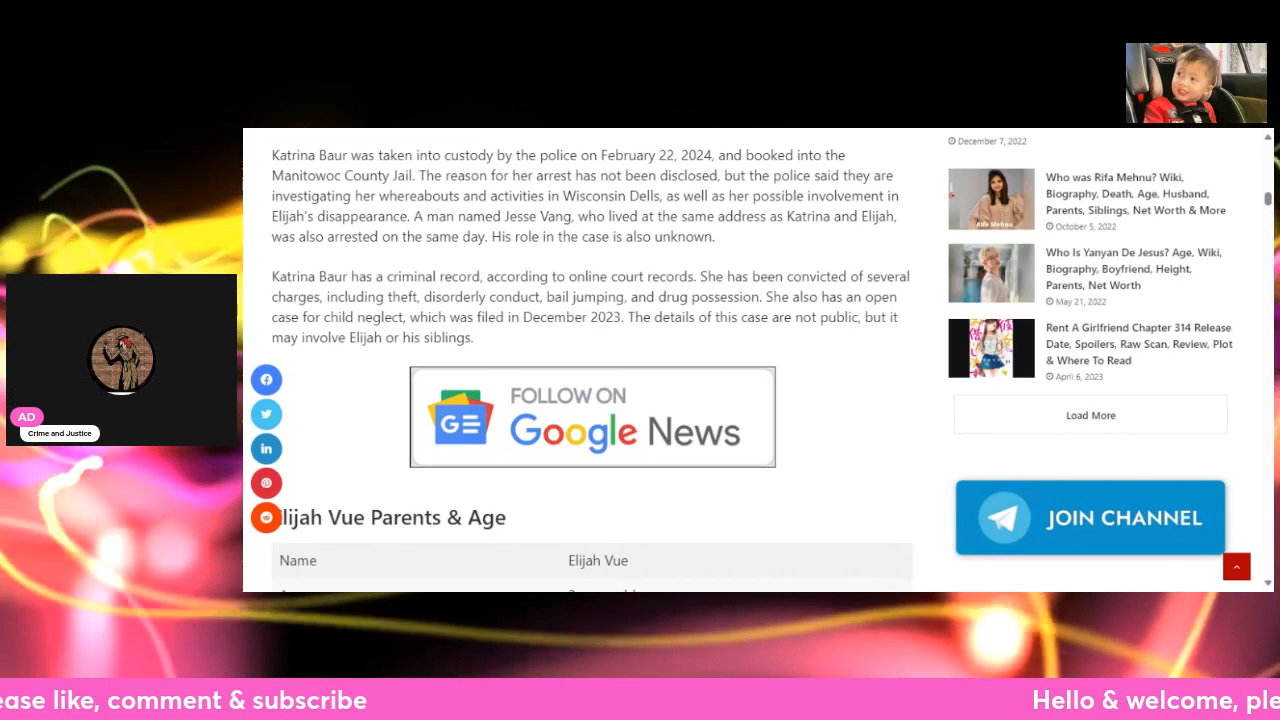 December 7, 2022
Katrina Baur was taken into custody by the police on February 22, 2024, and booked into the
Manitowoc County Jail. The reason for her arrest has not been disclosed, but the police said they are
investigating her whereabouts and activities in Wisconsin Dells, as well as her possible involvement in
Elijah's disappearance. A man named Jesse Vang, who lived at the same address as Katrina and Elijah,
was also arrested on the same day. His role in the case is also unknown.
Katrina Baur has a criminal record, according to online court records. She has been convicted of several
charges, including theft, disorderly conduct, bail jumping, and drug possession. She also has an open
case for child neglect, which was filed in December 2023. The details of this case are not public, but it
may involve Elijah or his siblings.
FOLLOW ON
GE Google News
lijah Vue Parents & Age
Name Elijah Vue
Rifa Mehnu
Who was Rifa Mehnu? Wiki,
Biography, Death, Age, Husband,
Parents, Siblings, Net Worth & More
October 5, 2022
Who Is Yanyan De Jesus? Age, Wiki,
Biography, Boyfriend, Height,
Parents, Net Worth
May 21, 2022
Rent A Girlfriend Chapter 314 Release
Date, Spoilers, Raw Scan, Review, Plot
& Where To Read
April 6, 2023
Load More
JOIN CHANNEL
AD
Crime and Justice
ease like, comment & subscribe
Hello & welcome, ple